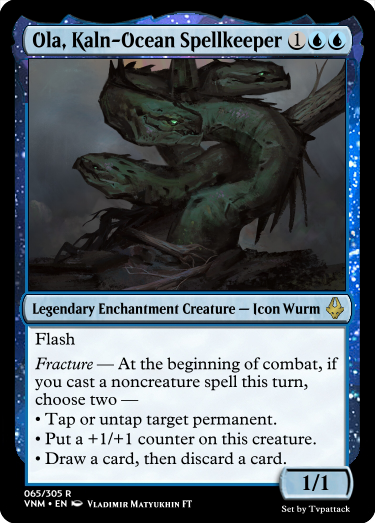 Ola, Kaln-Ocean Spellkeeper 1UU
Legendary Enchantment Creature — Icon Wurm
Flash
Fracture — At the beginning of combat, if
you cast a noncreature spell this turn,
choose two —
• Tap or untap target permanent.
• Put a +1/+1 counter on this creature.
• Draw a card, then discard a card.
1/1
065/305 R
VNM • EN Vladimir Matyukhin FT
Set by Tvpattack